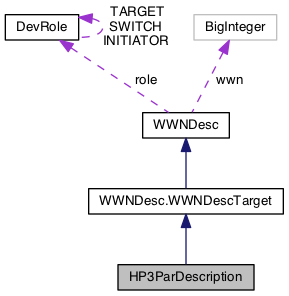 TARGET
SWITCH
INITIATOR
DevRole
BigInteger
role
wwn
WWNDesc
WWNDesc.WWNDescTarget
HP3ParDescription